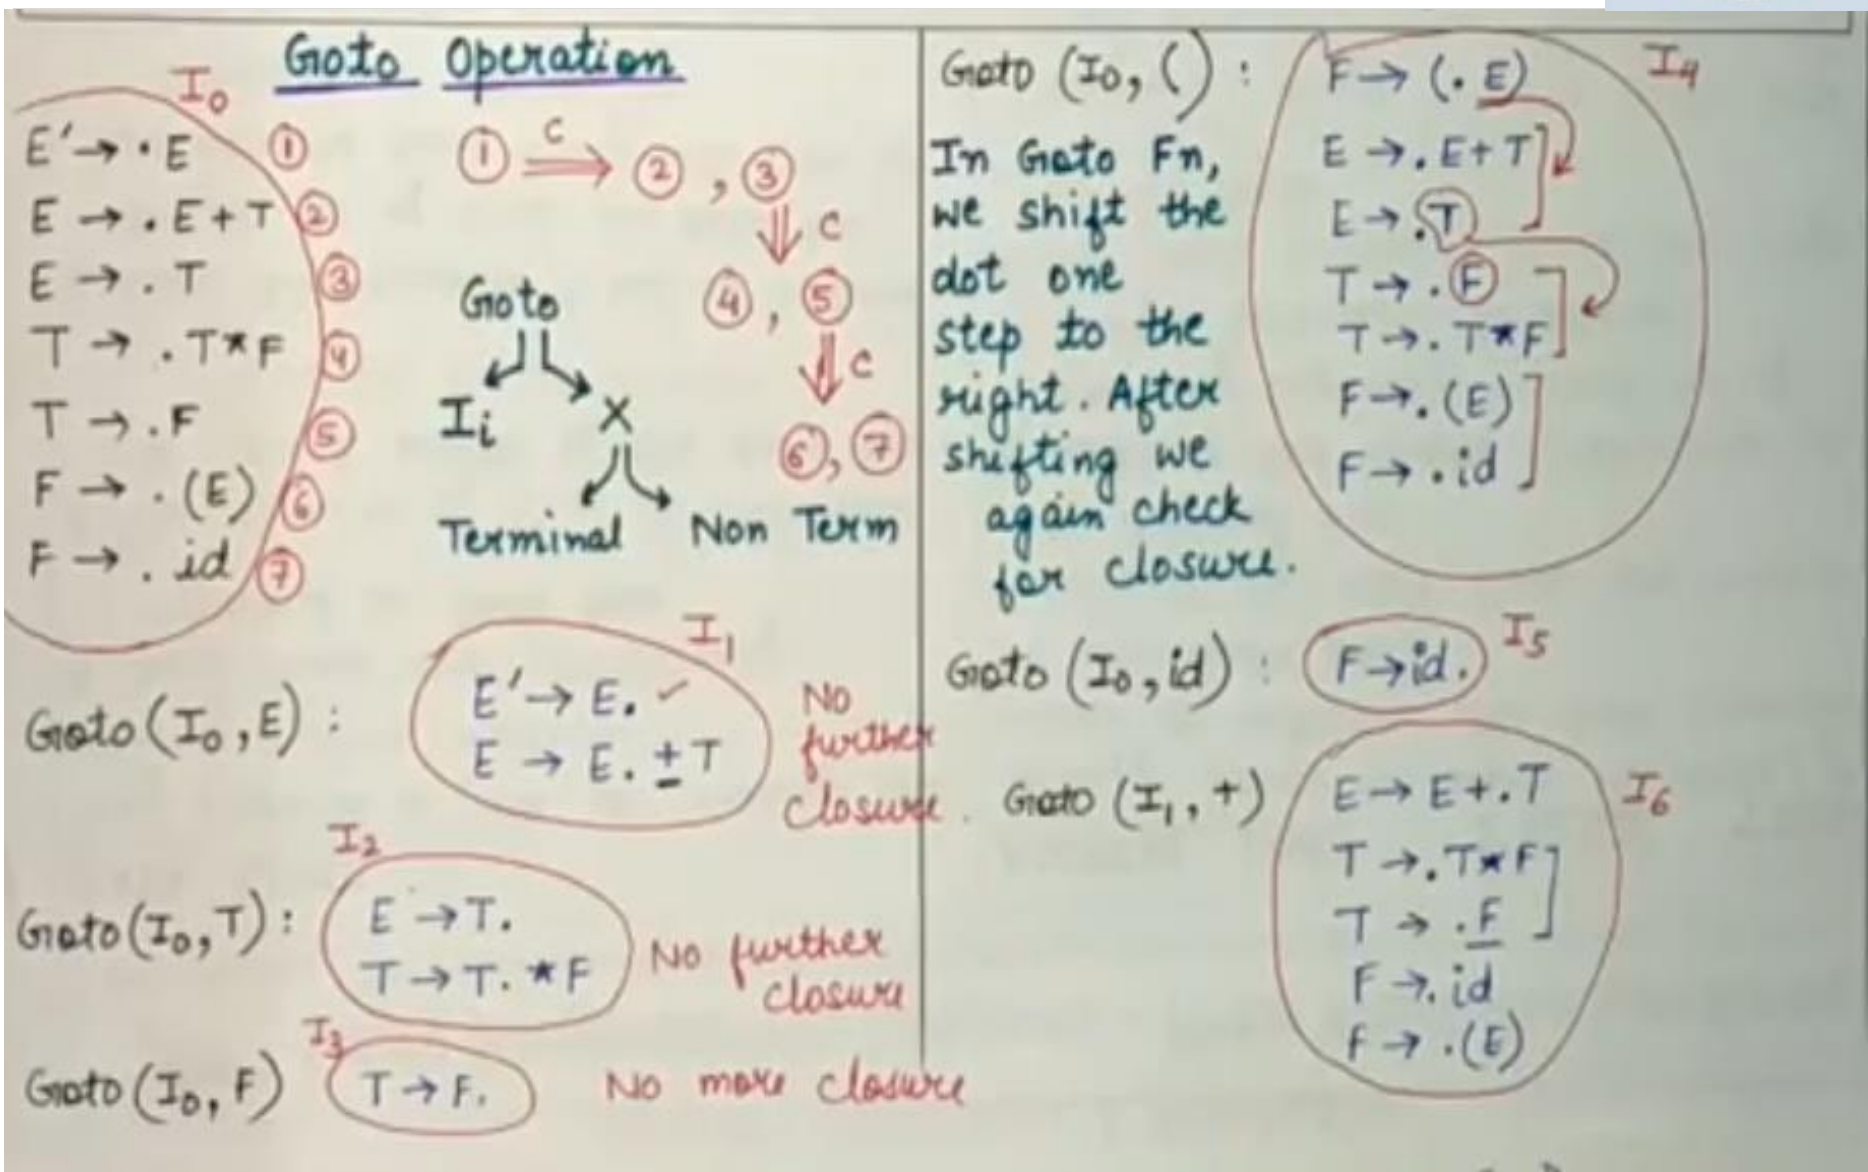 Goto Operation
I₀
E' → . E ①
E → . E + T ②
E → . T ③
T → . T * F ④
T → . F ⑤
F → . (E) ⑥
F → . id ⑦
① C ⟹ ② , ③
⇓ C
④ , ⑤
⇓ C
⑥, ⑦
Goto
Iᵢ X
Terminal Non Term
Goto (I₀, E) :
I₁
E' → E. ✓
E → E. + T
No
further
closure.
Goto (I₀, T) :
I₂
E → T.
T → T. * F
No further
closure
Goto (I₀, F)
I₃
T → F.
No more closure
Goto (I₀, ( ) :
In Goto Fn,
we shift the
dot one
step to the
right. After
shifting we
again check
for closure.
I₄
F → (. E)
E → . E + T
E → . T
T → . F
T → . T * F
F → . (E)
F → . id
Goto (I₀, id) : F → id. I₅
Goto (I₁, +)
I₆
E → E + . T
T → . T * F
T → . F
F → . id
F → . (E)